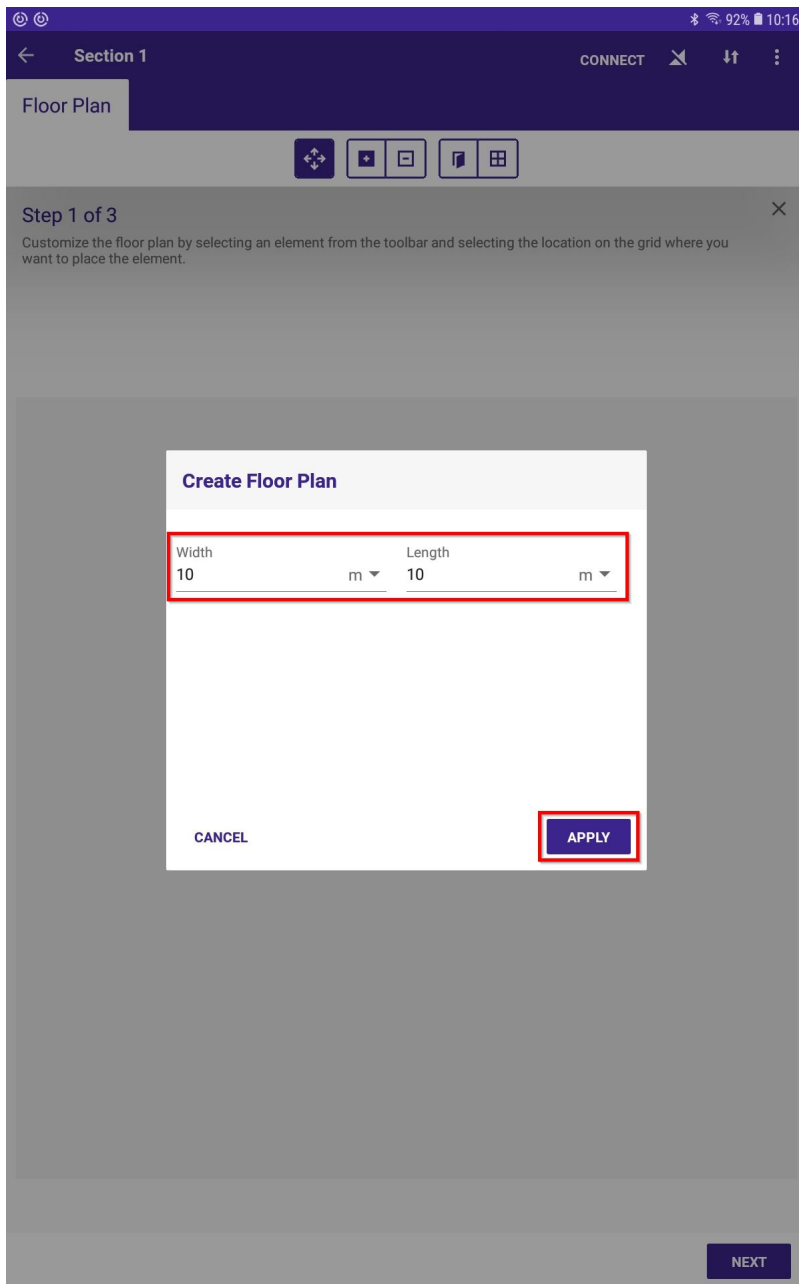 92% 10:16
Section 1
CONNECT
Floor Plan
Step 1 of 3
Customize the floor plan by selecting an element from the toolbar and selecting the location on the grid where you
want to place the element.
Create Floor Plan
Width Length
10 m 10 m
CANCEL APPLY
NEXT